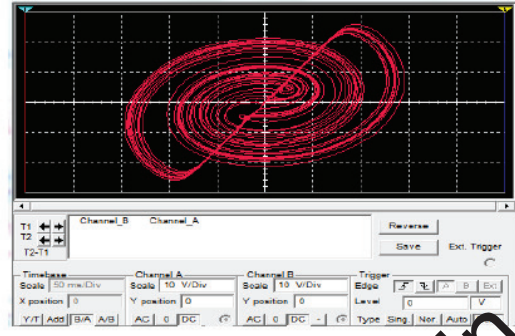 T1
T2
T2-T1
Channel_B Channel_A
Reverse
Save
Ext. Trigger
Timebase
Scale 50 ms/Div
X position 0
Y/T Add B/A A/B
Channel A
Scale 10 V/Div
Y position 0
AC 0 DC
Channel B
Scale 10 V/Div
Y position 0
AC 0 DC -
Trigger
Edge A B Ext
Level 0 V
Type Sing. Nor Auto